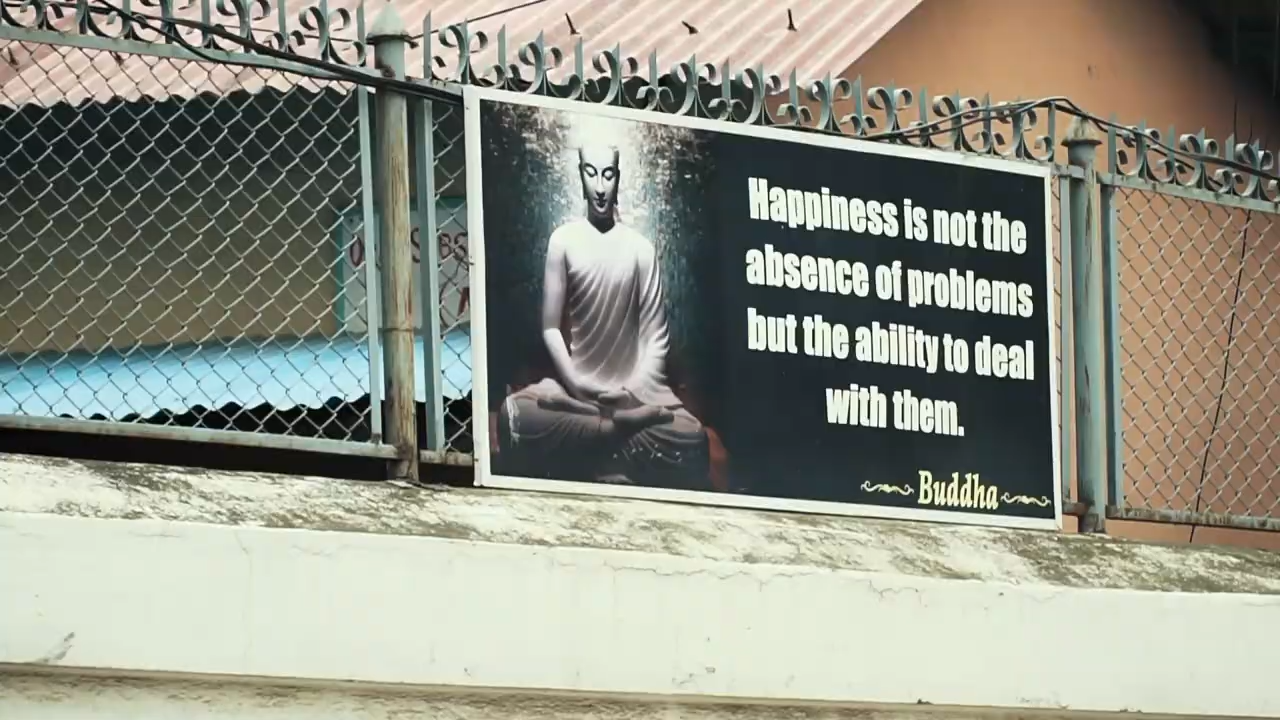 Happiness is not the
absence of problems
but the ability to deal
with them.
Buddha